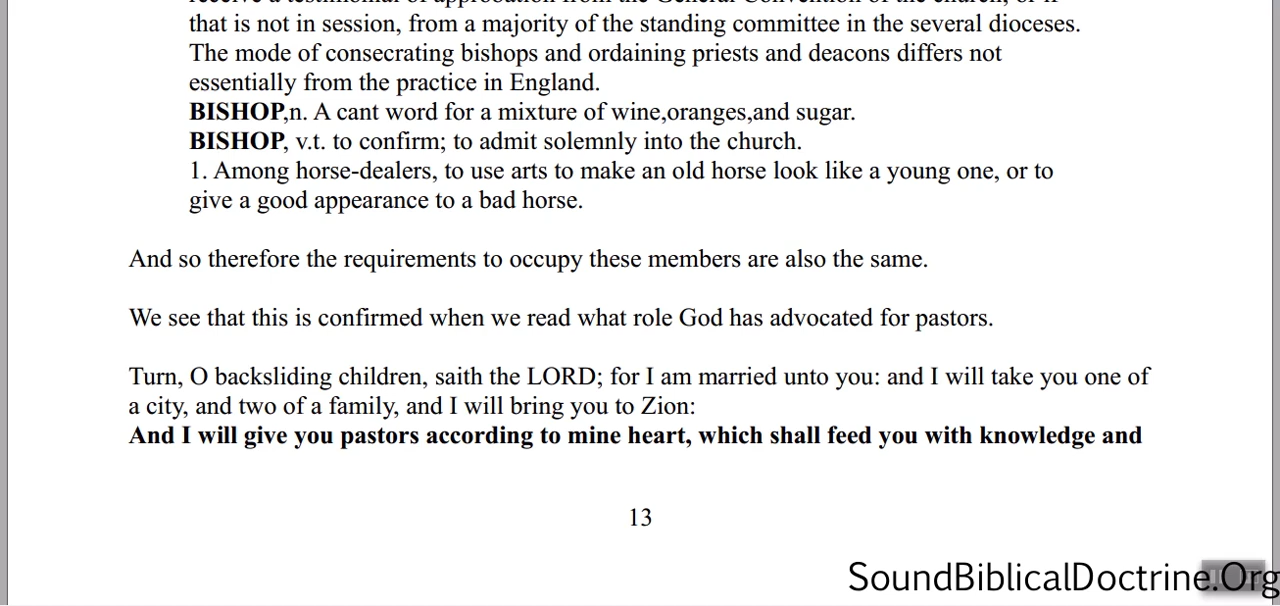 that is not in session, from a majority of the standing committee in the several dioceses.
The mode of consecrating bishops and ordaining priests and deacons differs not
essentially from the practice in England.
BISHOP,n. A cant word for a mixture of wine,oranges,and sugar.
BISHOP, v.t. to confirm; to admit solemnly into the church.
1. Among horse-dealers, to use arts to make an old horse look like a young one, or to
give a good appearance to a bad horse.
And so therefore the requirements to occupy these members are also the same.
We see that this is confirmed when we read what role God has advocated for pastors.
Turn, O backsliding children, saith the LORD; for I am married unto you: and I will take you one of
a city, and two of a family, and I will bring you to Zion:
And I will give you pastors according to mine heart, which shall feed you with knowledge and
13
SoundBiblicalDoctrine.Org